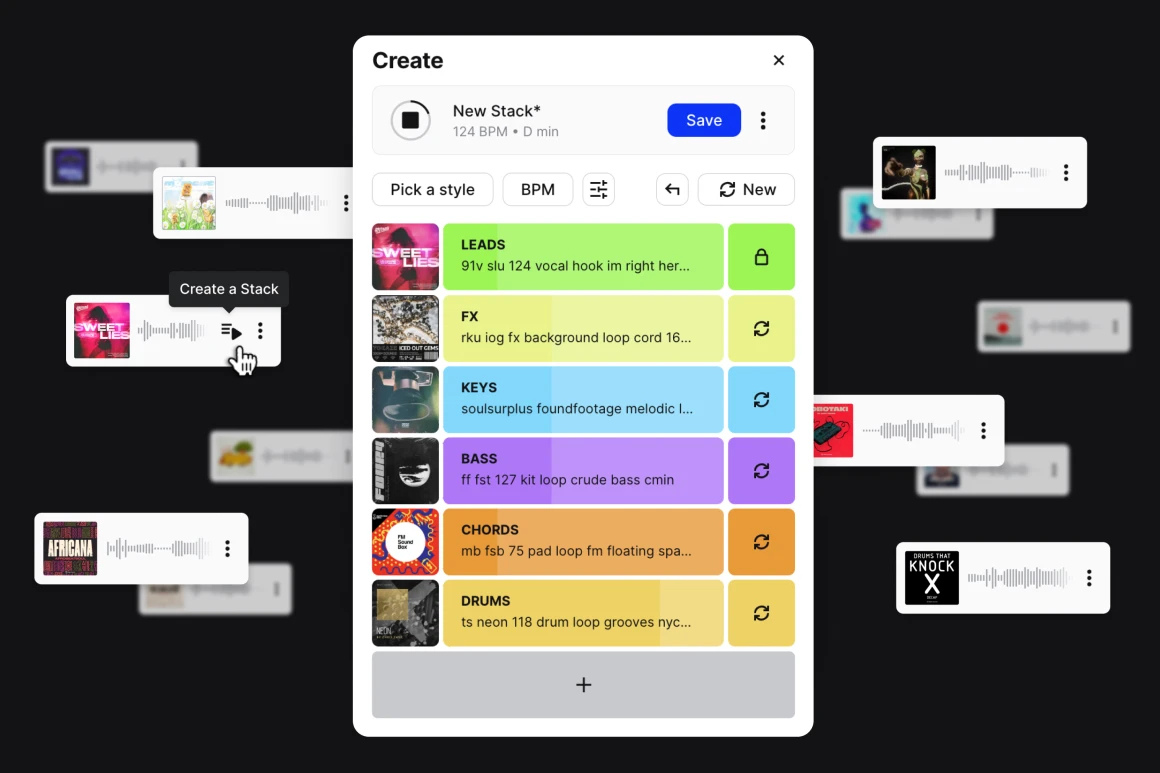 Create
New Stack*
124 BPM • D min
Save
Pick a style
BPM
New
SWEET
LIES
LEADS
91v slu 124 vocal hook im right her...
ICED OUT GEMS
FX
rku iog fx background loop cord 16...
KEYS
soulsurplus foundfootage melodic l...
BASS
ff fst 127 kit loop crude bass cmin
FM
Sound
Box
CHORDS
mb fsb 75 pad loop fm floating spa...
NEON
DRUMS
ts neon 118 drum loop grooves nyc...
+
Create a Stack
SWEET
LIES
AFRICANA
DRUMS THAT
KNOCK
X
DECAP